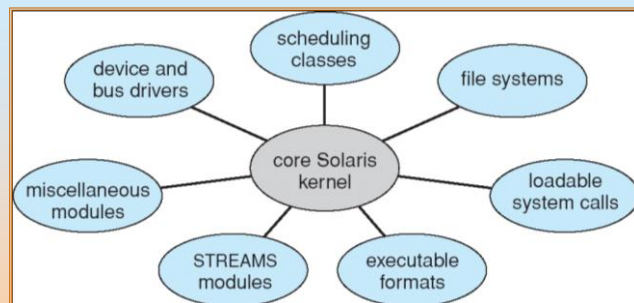 scheduling
classes
device and
bus drivers
file systems
core Solaris
kernel
miscellaneous
modules
loadable
system calls
STREAMS
modules
executable
formats